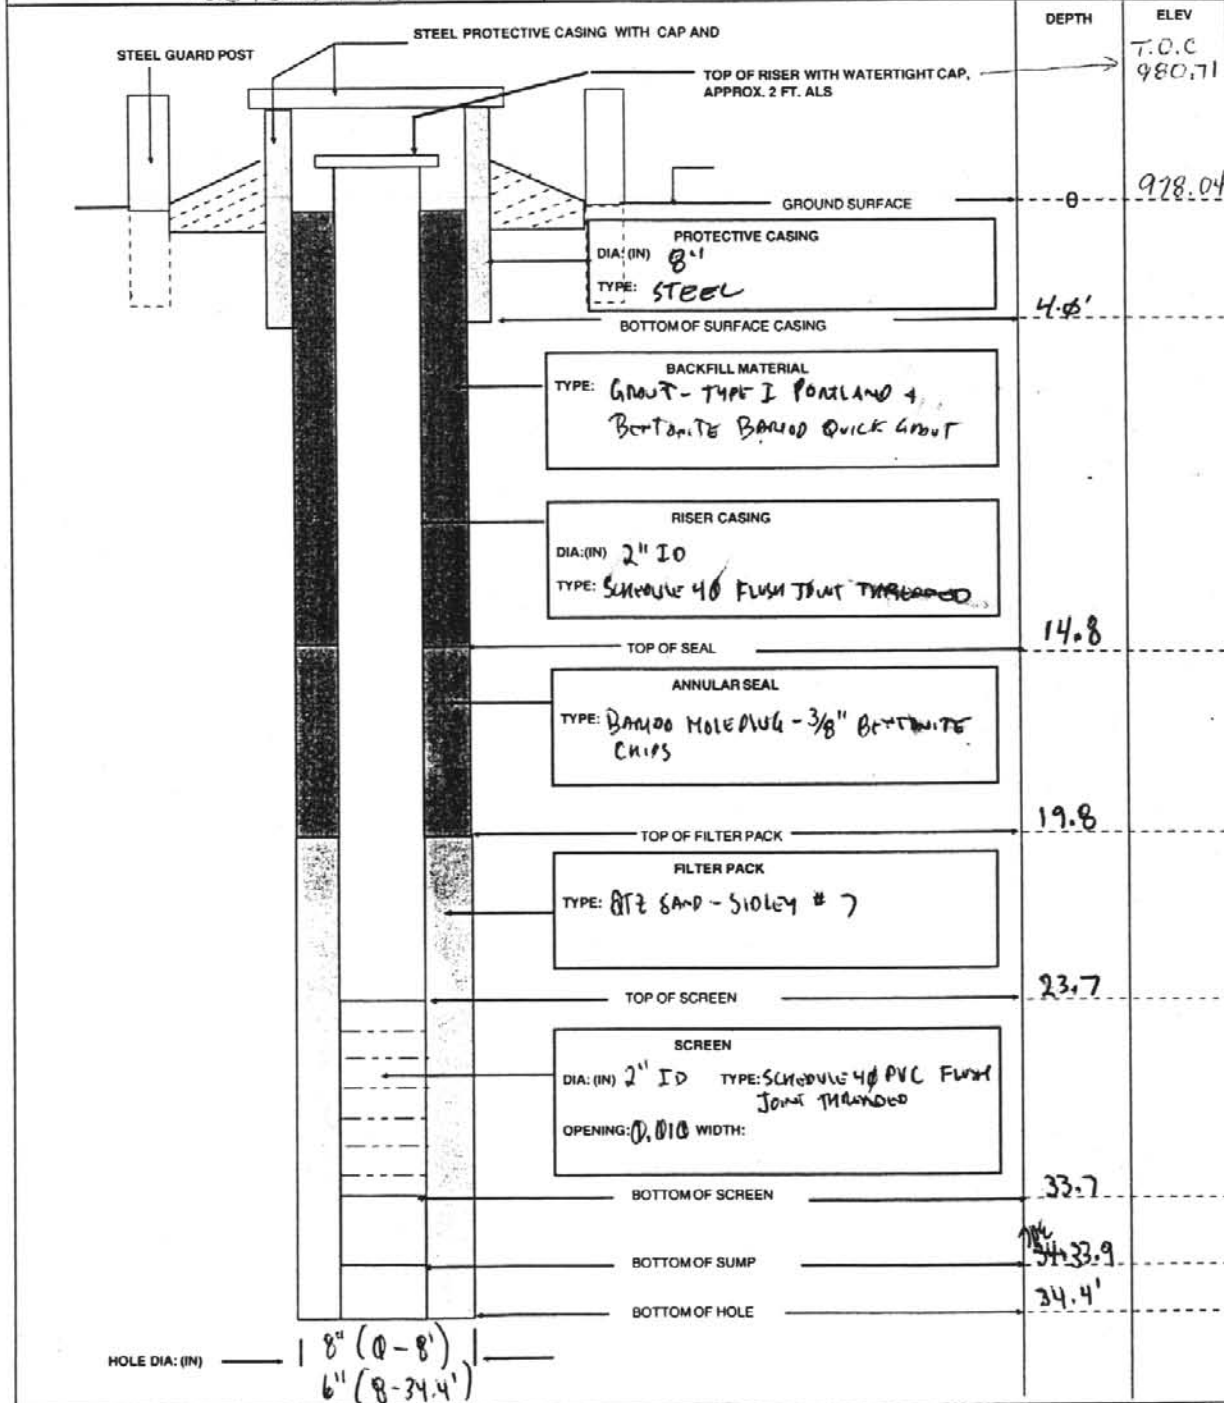 DEPTH
ELEV
STEEL PROTECTIVE CASING WITH CAP AND
STEEL GUARD POST
T.O.C
TOP OF RISER WITH WATERTIGHT CAP,
980.71
APPROX. 2 FT. ALS
GROUND SURFACE
0
978.04
PROTECTIVE CASING
DIA: (IN) 8"
TYPE: STEEL
4.0'
BOTTOM OF SURFACE CASING
BACKFILL MATERIAL
TYPE: GROUT - TYPE I PORTLAND +
BENTONITE BAROID QUICK GROUT
RISER CASING
DIA:(IN) 2" ID
TYPE: SCHEDULE 40 FLUSH JOINT THREADED
14.8
TOP OF SEAL
ANNULAR SEAL
TYPE: BAROID HOLEPLUG - 3/8" BENTONITE
CHIPS
19.8
TOP OF FILTER PACK
FILTER PACK
TYPE: QTZ SAND - SIDLEY # 7
23.7
TOP OF SCREEN
SCREEN
DIA: (IN) 2" ID TYPE: SCHEDULE 40 PVC FLUSH
JOINT THREADED
OPENING: 0.010 WIDTH:
33.7
BOTTOM OF SCREEN
33.9
BOTTOM OF SUMP
34.4'
BOTTOM OF HOLE
HOLE DIA: (IN)
8" (0-8')
6" (8-34.4')